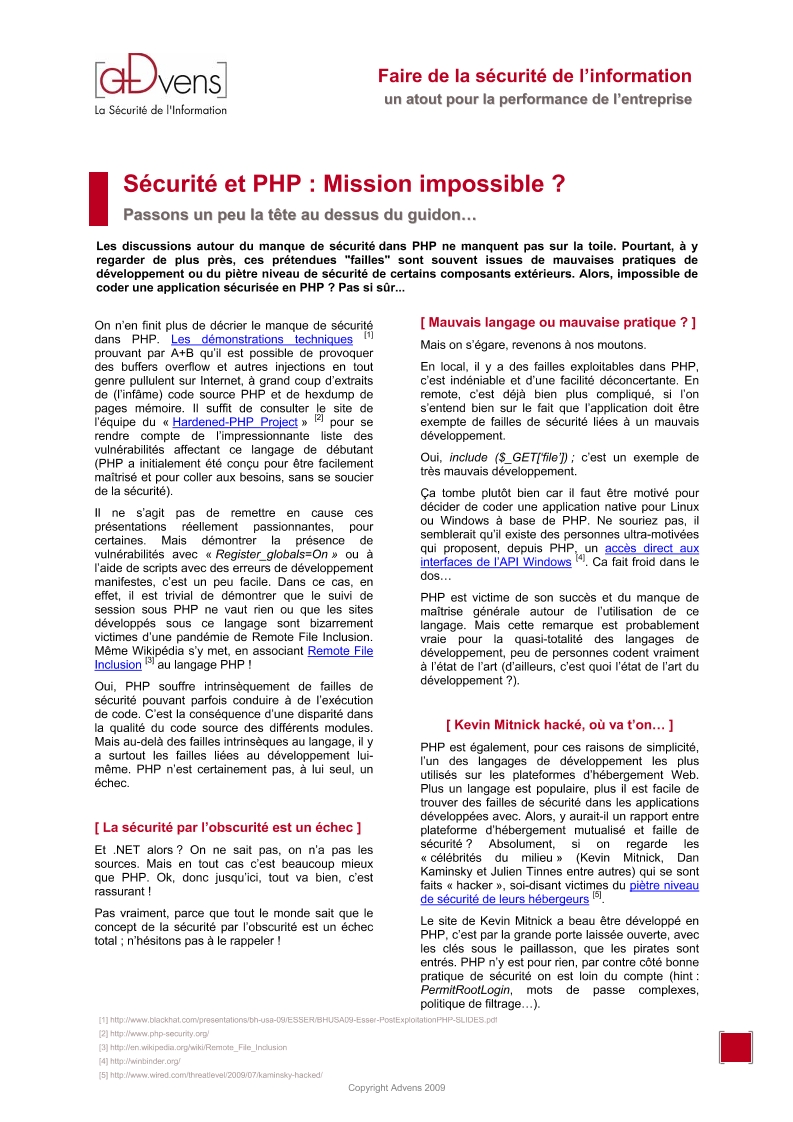 [aDvens]
La Sécurité de l'Information
Faire de la sécurité de l’information
un atout pour la performance de l’entreprise
Sécurité et PHP : Mission impossible ?
Passons un peu la tête au dessus du guidon…
Les discussions autour du manque de sécurité dans PHP ne manquent pas sur la toile. Pourtant, à y
regarder de plus près, ces prétendues "failles" sont souvent issues de mauvaises pratiques de
développement ou du piètre niveau de sécurité de certains composants extérieurs. Alors, impossible de
coder une application sécurisée en PHP ? Pas si sûr...
On n’en finit plus de décrier le manque de sécurité
dans PHP. Les démonstrations techniques [1]
prouvant par A+B qu’il est possible de provoquer
des buffers overflow et autres injections en tout
genre pullulent sur Internet, à grand coup d’extraits
de (l’infâme) code source PHP et de hexdump de
pages mémoire. Il suffit de consulter le site de
l’équipe du « Hardened-PHP Project » [2] pour se
rendre compte de l’impressionnante liste des
vulnérabilités affectant ce langage de débutant
(PHP a initialement été conçu pour être facilement
maîtrisé et pour coller aux besoins, sans se soucier
de la sécurité).
Il ne s’agit pas de remettre en cause ces
présentations réellement passionnantes, pour
certaines. Mais démontrer la présence de
vulnérabilités avec « Register_globals=On » ou à
l’aide de scripts avec des erreurs de développement
manifestes, c’est un peu facile. Dans ce cas, en
effet, il est trivial de démontrer que le suivi de
session sous PHP ne vaut rien ou que les sites
développés sous ce langage sont bizarrement
victimes d’une pandémie de Remote File Inclusion.
Même Wikipédia s’y met, en associant Remote File
Inclusion [3] au langage PHP !
Oui, PHP souffre intrinsèquement de failles de
sécurité pouvant parfois conduire à de l’exécution
de code. C’est la conséquence d’une disparité dans
la qualité du code source des différents modules.
Mais au-delà des failles intrinsèques au langage, il y
a surtout les failles liées au développement lui-
même. PHP n’est certainement pas, à lui seul, un
échec.
[ La sécurité par l’obscurité est un échec ]
Et .NET alors ? On ne sait pas, on n’a pas les
sources. Mais en tout cas c’est beaucoup mieux
que PHP. Ok, donc jusqu’ici, tout va bien, c’est
rassurant !
Pas vraiment, parce que tout le monde sait que le
concept de la sécurité par l’obscurité est un échec
total ; n’hésitons pas à le rappeler !
[ Mauvais langage ou mauvaise pratique ? ]
Mais on s’égare, revenons à nos moutons.
En local, il y a des failles exploitables dans PHP,
c’est indéniable et d’une facilité déconcertante. En
remote, c’est déjà bien plus compliqué, si l’on
s’entend bien sur le fait que l’application doit être
exempte de failles de sécurité liées à un mauvais
développement.
Oui, include ($_GET['file']) ; c’est un exemple de
très mauvais développement.
Ça tombe plutôt bien car il faut être motivé pour
décider de coder une application native pour Linux
ou Windows à base de PHP. Ne souriez pas, il
semblerait qu’il existe des personnes ultra-motivées
qui proposent, depuis PHP, un accès direct aux
interfaces de l’API Windows [4]. Ca fait froid dans le
dos…
PHP est victime de son succès et du manque de
maîtrise générale autour de l’utilisation de ce
langage. Mais cette remarque est probablement
vraie pour la quasi-totalité des langages de
développement, peu de personnes codent vraiment
à l’état de l’art (d’ailleurs, c’est quoi l’état de l’art du
développement ?).
[ Kevin Mitnick hacké, où va t’on… ]
PHP est également, pour ces raisons de simplicité,
l’un des langages de développement les plus
utilisés sur les plateformes d’hébergement Web.
Plus un langage est populaire, plus il est facile de
trouver des failles de sécurité dans les applications
développées avec. Alors, y aurait-il un rapport entre
plateforme d’hébergement mutualisé et faille de
sécurité ? Absolument, si on regarde les
« célébrités du milieu » (Kevin Mitnick, Dan
Kaminsky et Julien Tinnes entre autres) qui se sont
faits « hacker », soi-disant victimes du piètre niveau
de sécurité de leurs hébergeurs [5].
Le site de Kevin Mitnick a beau être développé en
PHP, c’est par la grande porte laissée ouverte, avec
les clés sous le paillasson, que les pirates sont
entrés. PHP n’y est pour rien, par contre côté bonne
pratique de sécurité on est loin du compte (hint :
PermitRootLogin, mots de passe complexes,
politique de filtrage…).
[1] http://www.blackhat.com/presentations/bh-usa-09/ESSER/BHUSA09-Esser-PostExploitationPHP-SLIDES.pdf
[2] http://www.php-security.org/
[3] http://en.wikipedia.org/wiki/Remote_File_Inclusion
[4] http://winbinder.org/
[5] http://www.wired.com/threatlevel/2009/07/kaminsky-hacked/
Copyright Advens 2009